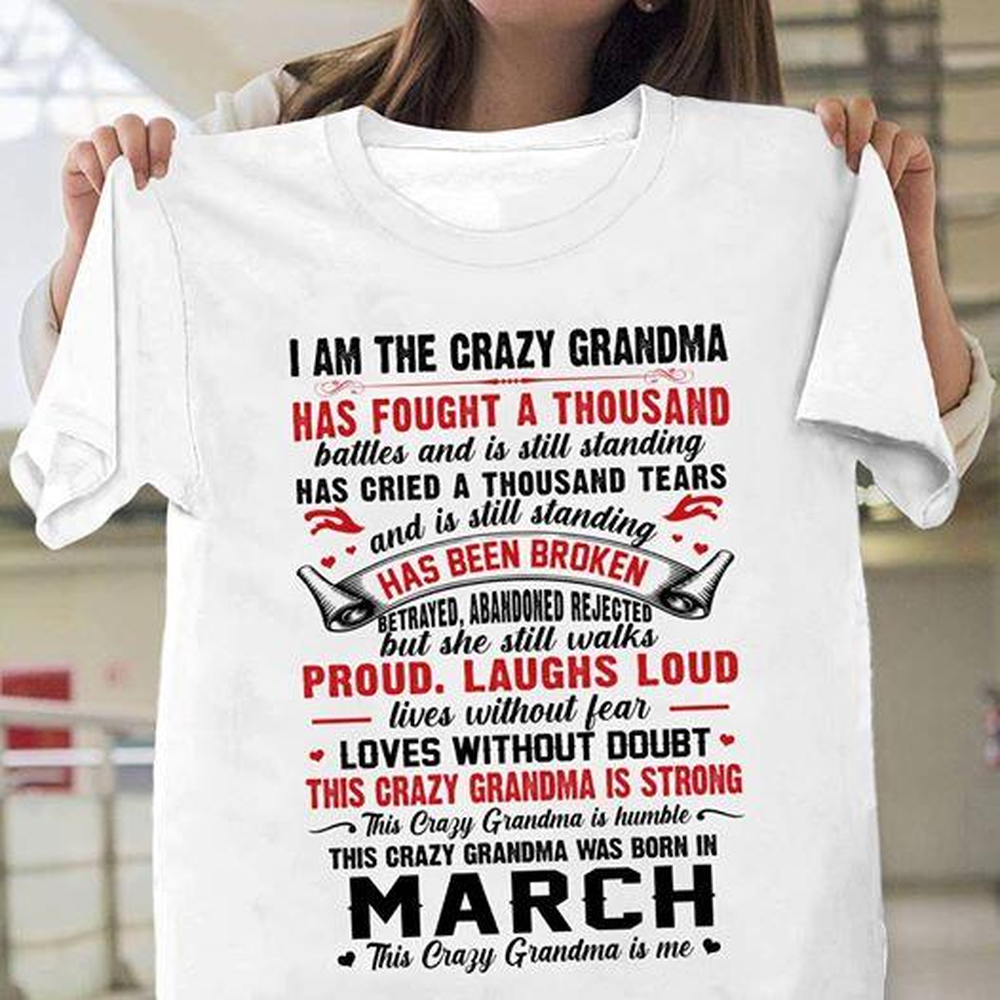 I AM THE CRAZY GRANDMA
HAS FOUGHT A THOUSAND
battles and is still standing
HAS CRIED A THOUSAND TEARS
and is still standing
HAS BEEN BROKEN
BETRAYED, ABANDONED REJECTED
but she still walks
PROUD. LAUGHS LOUD
lives without fear
LOVES WITHOUT DOUBT
THIS CRAZY GRANDMA IS STRONG
This Crazy Grandma is humble
THIS CRAZY GRANDMA WAS BORN IN
MARCH
This Crazy Grandma is me